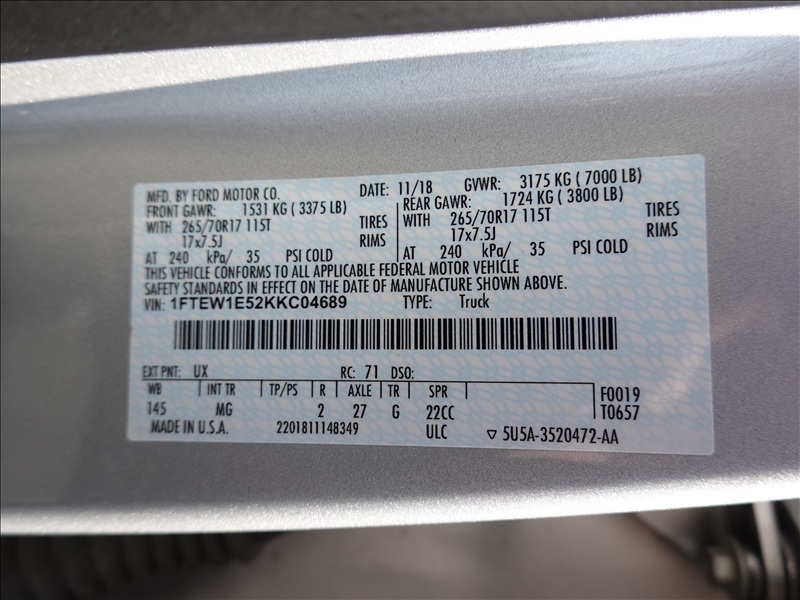 MFD. BY FORD MOTOR CO. DATE: 11/18 GVWR: 3175 KG ( 7000 LB)
FRONT GAWR: 1531 KG ( 3375 LB) REAR GAWR: 1724 KG ( 3800 LB)
WITH 265/70R17 115T TIRES WITH 265/70R17 115T TIRES
17x7.5J RIMS 17x7.5J RIMS
AT 240 kPa/ 35 PSI COLD AT 240 kPa/ 35 PSI COLD
THIS VEHICLE CONFORMS TO ALL APPLICABLE FEDERAL MOTOR VEHICLE
SAFETY STANDARDS IN EFFECT ON THE DATE OF MANUFACTURE SHOWN ABOVE.
VIN: 1FTEW1E52KKC04689 TYPE: Truck
EXT PNT: UX RC: 71 DSO:
WB INT TR TP/PS R AXLE TR SPR F0019
145 MG 2 27 G 22CC T0657
MADE IN U.S.A. 2201811148349 ULC ▽ 5U5A-3520472-AA